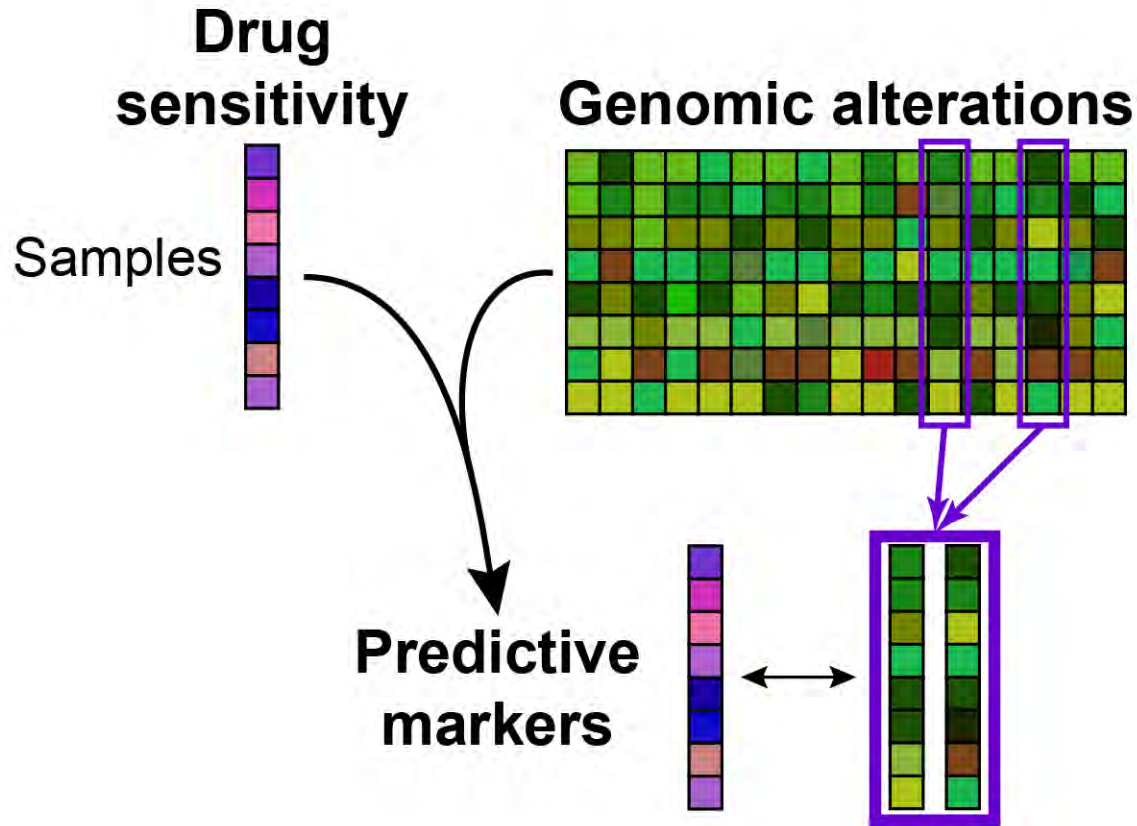 Drug
sensitivity
Genomic alterations
Samples
Predictive
markers